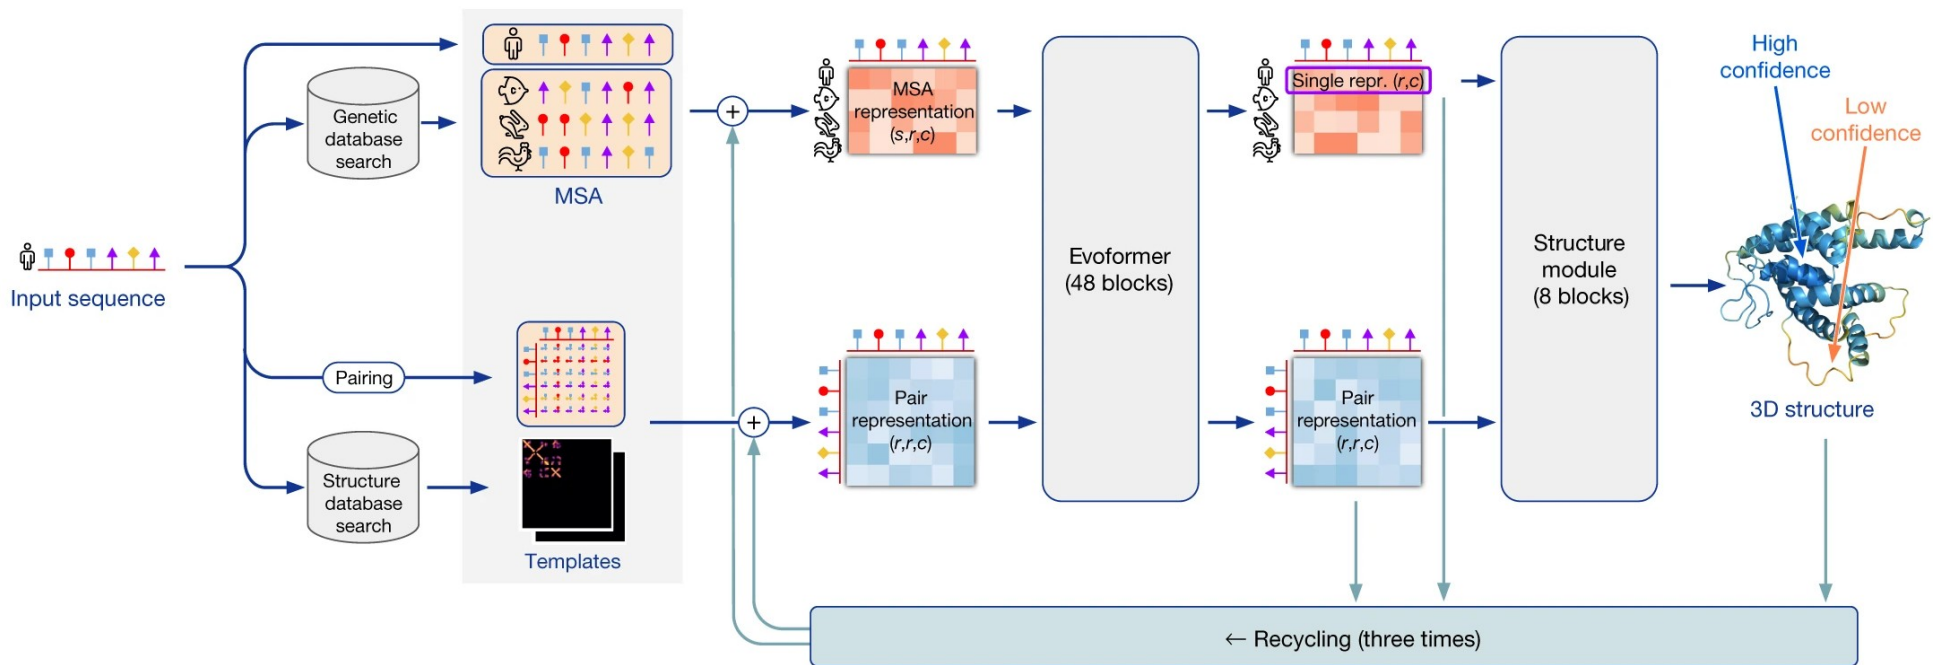 Input sequence
Genetic
database
search
MSA
Pairing
Structure
database
search
Templates
+
+
MSA
representation
(s,r,c)
Pair
representation
(r,r,c)
Evoformer
(48 blocks)
Single repr. (r,c)
Pair
representation
(r,r,c)
Structure
module
(8 blocks)
High
confidence
Low
confidence
3D structure
← Recycling (three times)